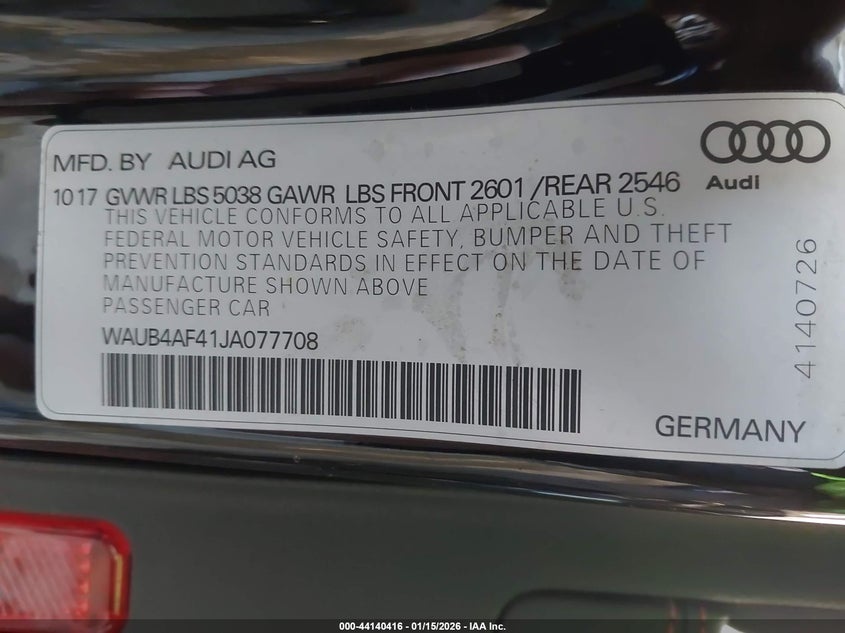 MFD. BY AUDI AG
Audi
10 17 GVWR LBS 5038 GAWR LBS FRONT 2601 /REAR 2546
THIS VEHICLE CONFORMS TO ALL APPLICABLE U.S.
FEDERAL MOTOR VEHICLE SAFETY, BUMPER AND THEFT
PREVENTION STANDARDS IN EFFECT ON THE DATE OF
MANUFACTURE SHOWN ABOVE
PASSENGER CAR
WAUB4AF41JA077708
4140726
GERMANY
000-44140416 - 01/15/2026 - IAA Inc.